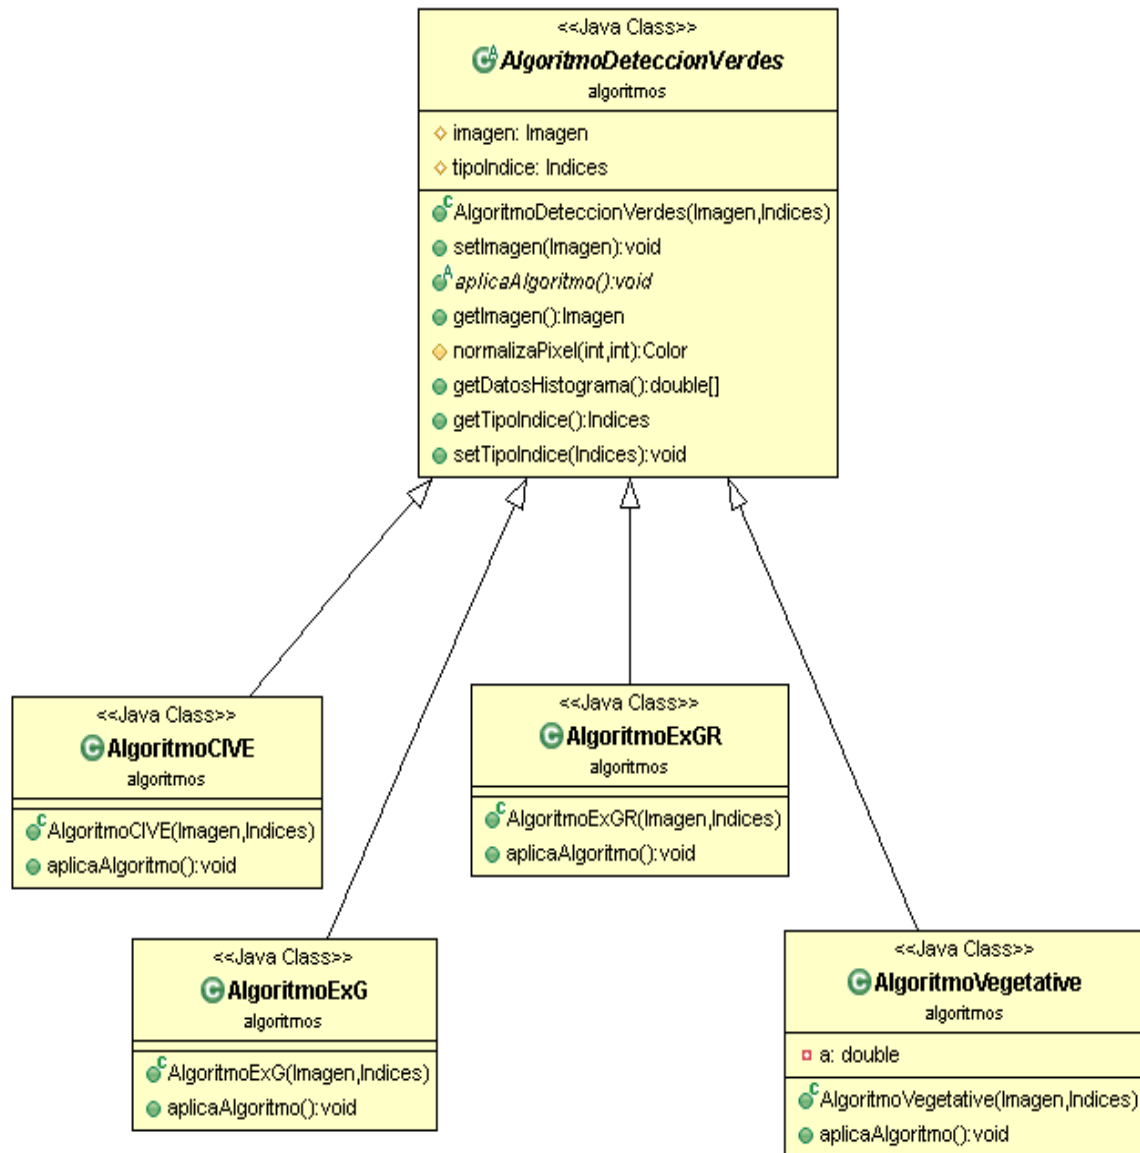 <<Java Class>>
AlgoritmoDeteccionVerdes
algoritmos
imagen: Imagen
tipoIndice: Indices
AlgoritmoDeteccionVerdes(Imagen,Indices)
setImagen(Imagen):void
aplicaAlgoritmo():void
getImagen():Imagen
normalizaPixel(int,int):Color
getDatosHistograma():double[]
getTipoIndice():Indices
setTipoIndice(Indices):void
<<Java Class>>
AlgoritmoCIVE
algoritmos
AlgoritmoCIVE(Imagen,Indices)
aplicaAlgoritmo():void
<<Java Class>>
AlgoritmoExGR
algoritmos
AlgoritmoExGR(Imagen,Indices)
aplicaAlgoritmo():void
<<Java Class>>
AlgoritmoExG
algoritmos
AlgoritmoExG(Imagen,Indices)
aplicaAlgoritmo():void
<<Java Class>>
AlgoritmoVegetative
algoritmos
a: double
AlgoritmoVegetative(Imagen,Indices)
aplicaAlgoritmo():void